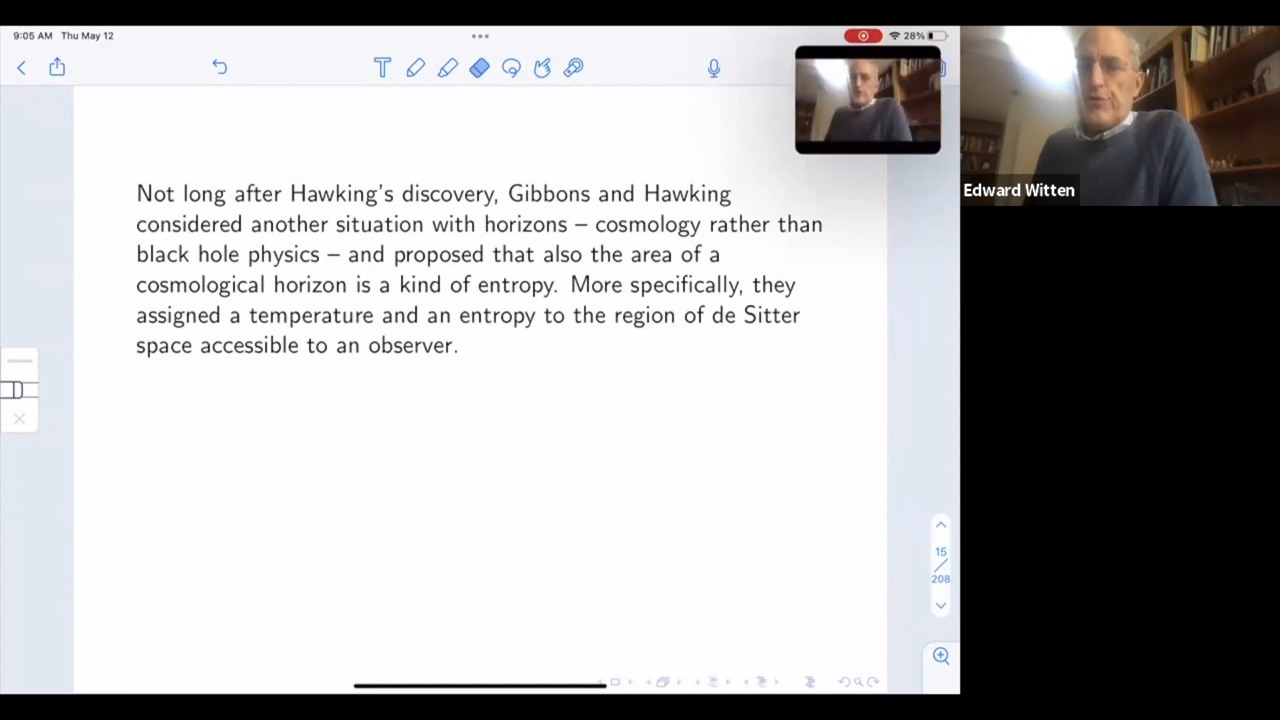 9:05 AM Thu May 12
28%
T
Not long after Hawking's discovery, Gibbons and Hawking
considered another situation with horizons – cosmology rather than
black hole physics – and proposed that also the area of a
cosmological horizon is a kind of entropy. More specifically, they
assigned a temperature and an entropy to the region of de Sitter
space accessible to an observer.
Edward Witten
15
208